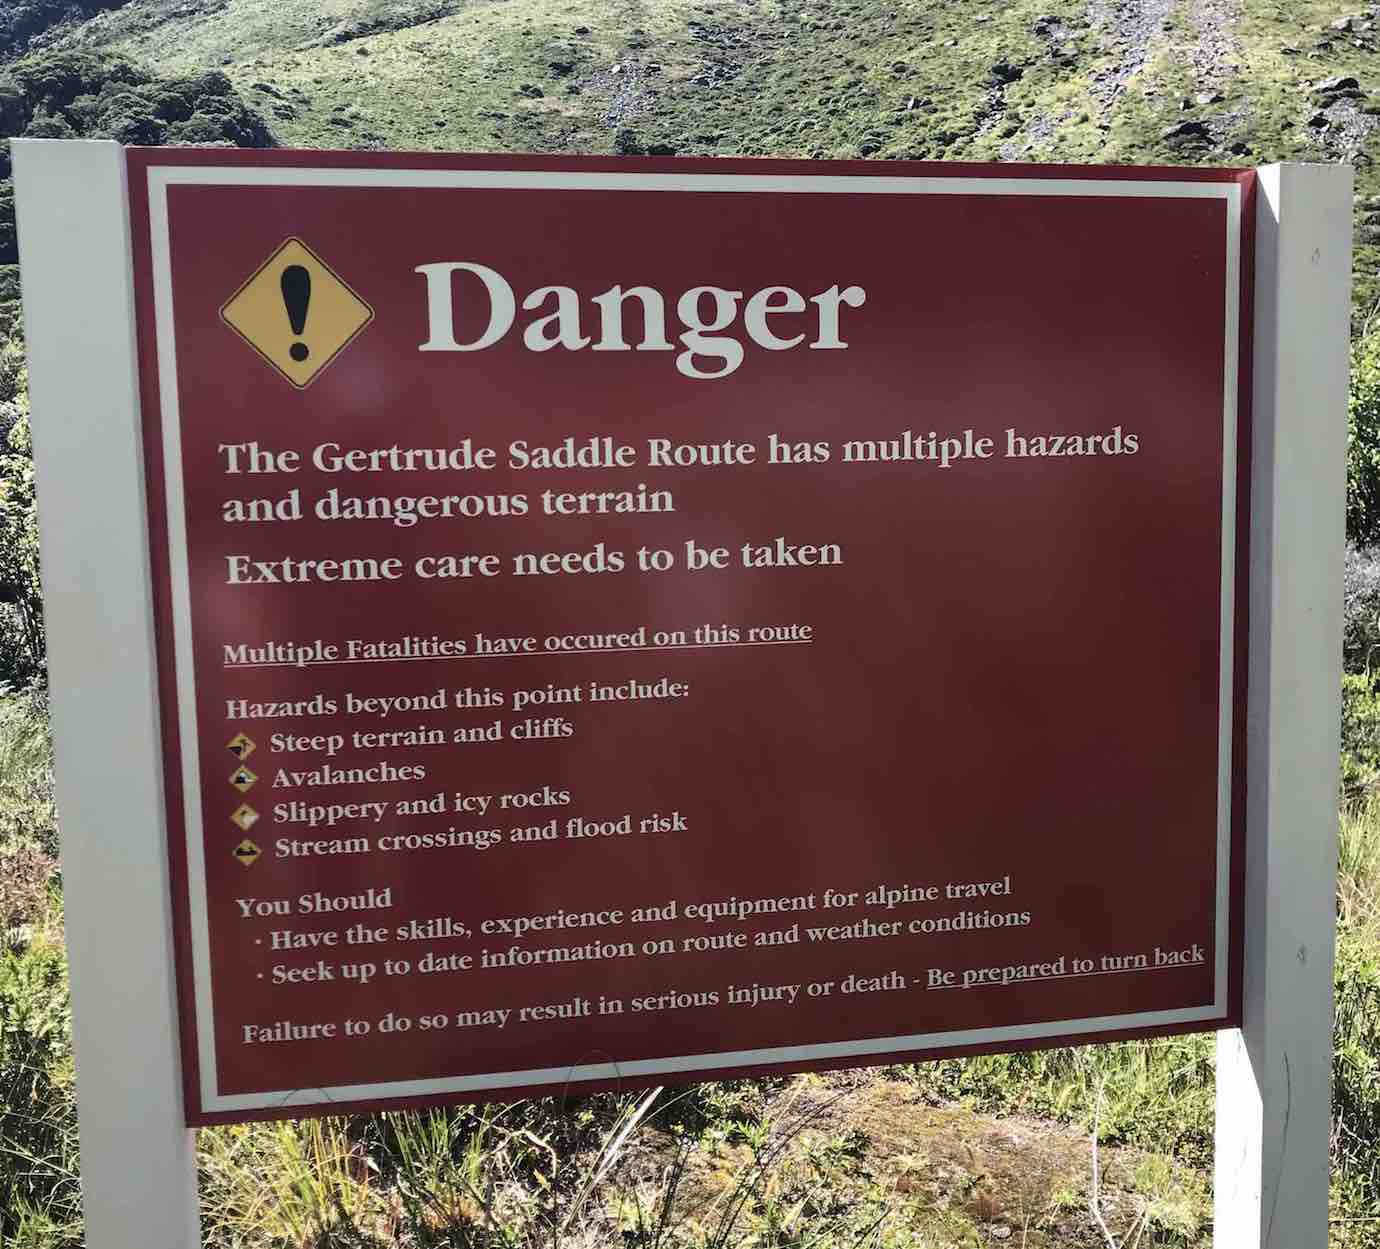 Danger
The Gertrude Saddle Route has multiple hazards
and dangerous terrain
Extreme care needs to be taken
Multiple Fatalities have occured on this route
Hazards beyond this point include:
Steep terrain and cliffs
Avalanches
Slippery and icy rocks
Stream crossings and flood risk
You Should
· Have the skills, experience and equipment for alpine travel
· Seek up to date information on route and weather conditions
Failure to do so may result in serious injury or death - Be prepared to turn back